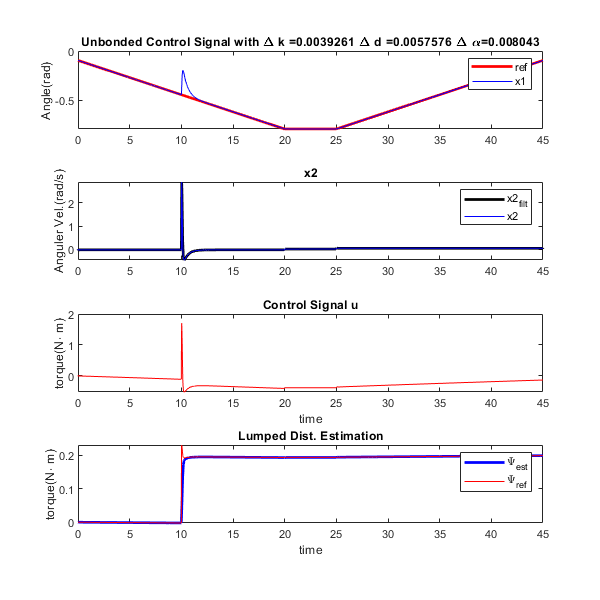 Unbonded Control Signal with Δ k =0.0039261 Δ d =0.0057576 Δ α=0.008043
0
-0.5
Angle(rad)
ref
x1
0 5 10 15 20 25 30 35 40 45
x2
2
1
0
Anguler Vel.(rad/s)
x2filt
x2
0 5 10 15 20 25 30 35 40 45
Control Signal u
2
1
0
torque(N· m)
0 5 10 15 20 25 30 35 40 45
time
Lumped Dist. Estimation
0.2
0.1
0
torque(N· m)
Ψest
Ψref
0 5 10 15 20 25 30 35 40 45
time